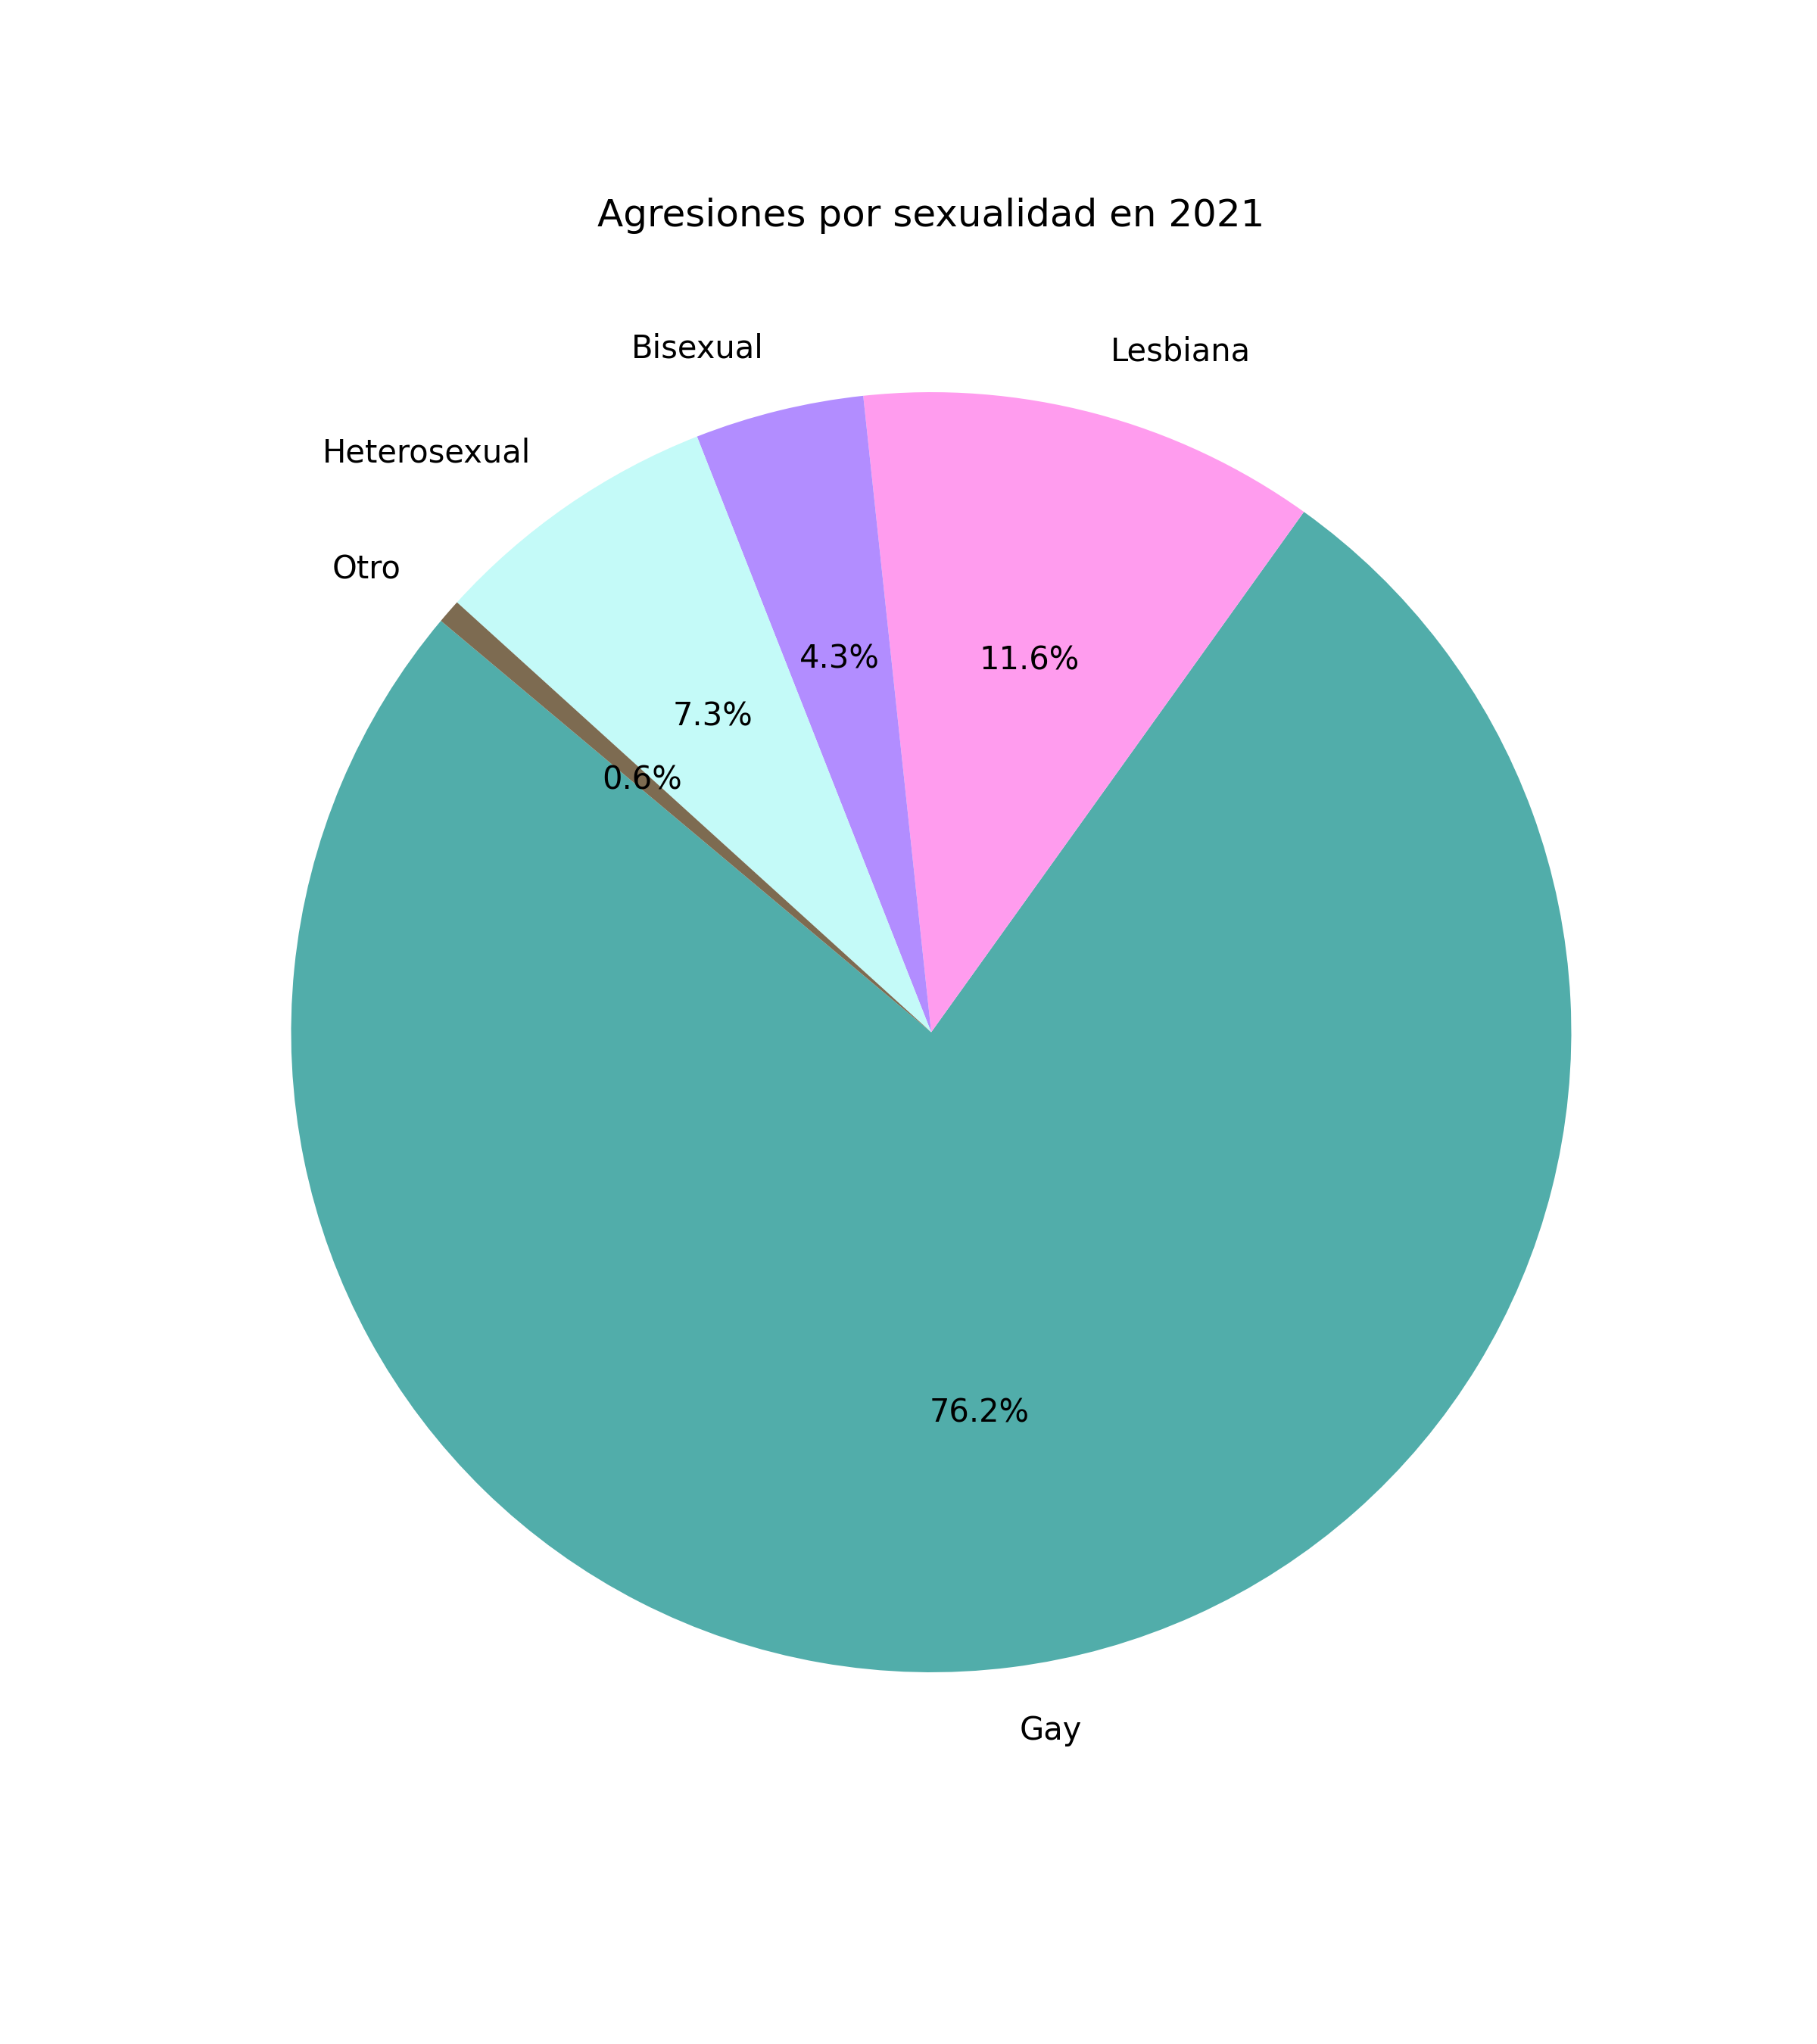 Agresiones por sexualidad en 2021
Bisexual
Lesbiana
Heterosexual
Otro
4.3%
11.6%
7.3%
0.6%
76.2%
Gay